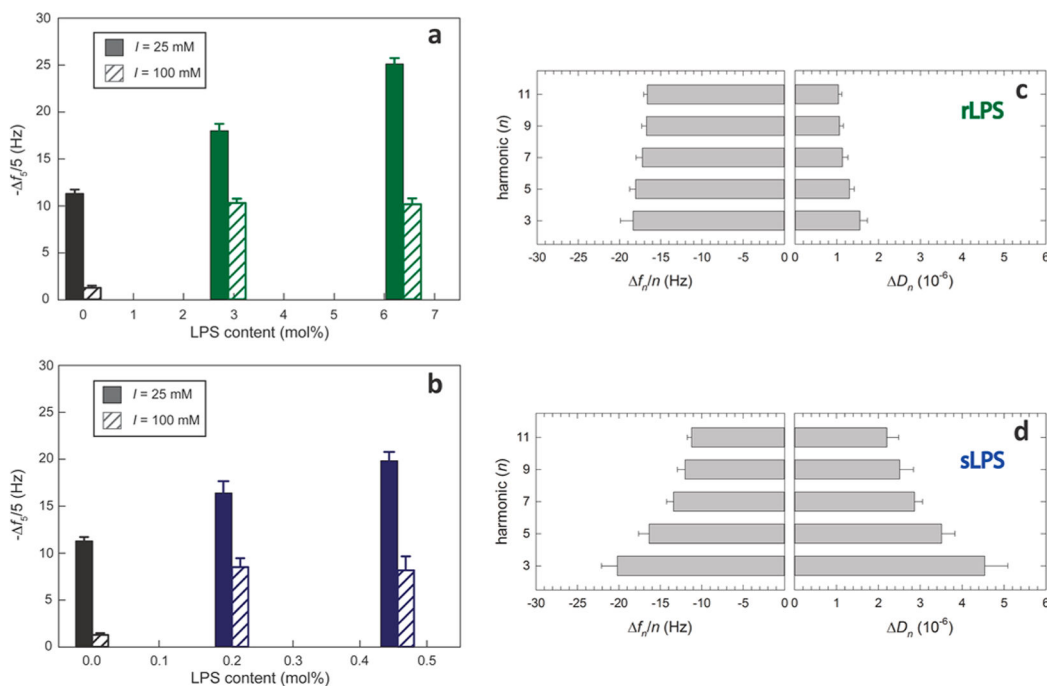 a
30
25
20
15
10
5
0
-Δf5/5 (Hz)
I = 25 mM
I = 100 mM
0 1 2 3 4 5 6 7
LPS content (mol%)
b
30
25
20
15
10
5
0
-Δf5/5 (Hz)
I = 25 mM
I = 100 mM
0.0 0.1 0.2 0.3 0.4 0.5
LPS content (mol%)
c
rLPS
harmonic (n)
11
9
7
5
3
-30 -25 -20 -15 -10 -5 0 0 1 2 3 4 5 6
Δfn/n (Hz) ΔDn (10-6)
d
sLPS
harmonic (n)
11
9
7
5
3
-30 -25 -20 -15 -10 -5 0 0 2 4 6
Δfn/n (Hz) ΔDn (10-6)